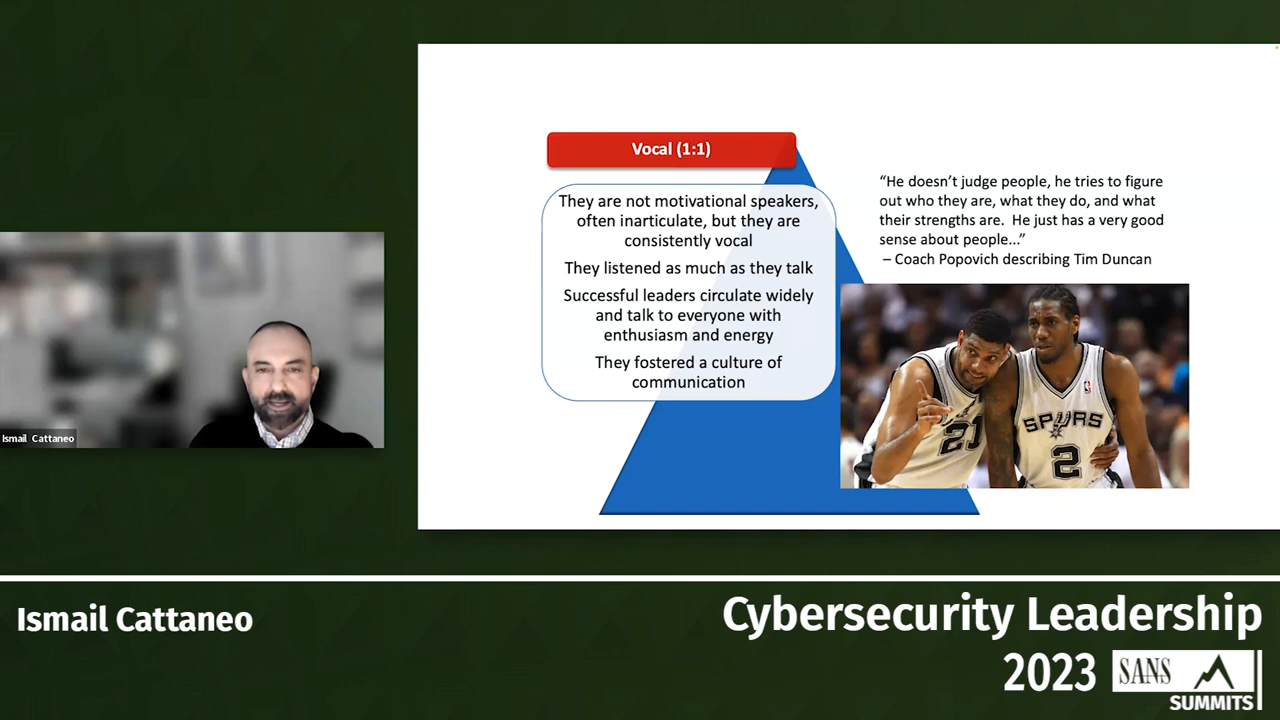 Vocal (1:1)
They are not motivational speakers,
often inarticulate, but they are
consistently vocal
They listened as much as they talk
Successful leaders circulate widely
and talk to everyone with
enthusiasm and energy
They fostered a culture of
communication
“He doesn’t judge people, he tries to figure
out who they are, what they do, and what
their strengths are.  He just has a very good
sense about people...”
– Coach Popovich describing Tim Duncan
21
SPURS
2
Ismail Cattaneo
Ismail Cattaneo
Cybersecurity Leadership
2023
SANS
SUMMITS